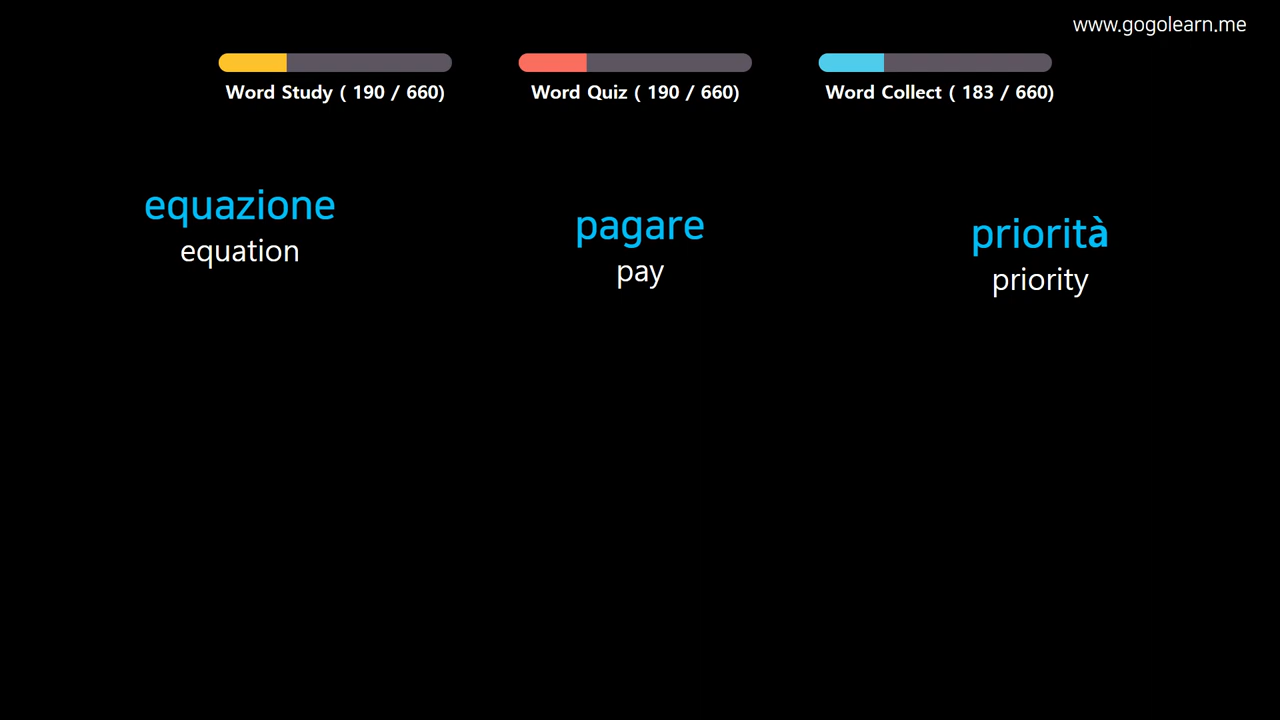 www.gogolearn.me
Word Study ( 190 / 660)
Word Quiz ( 190 / 660)
Word Collect ( 183 / 660)
equazione
equation
pagare
pay
priorità
priority